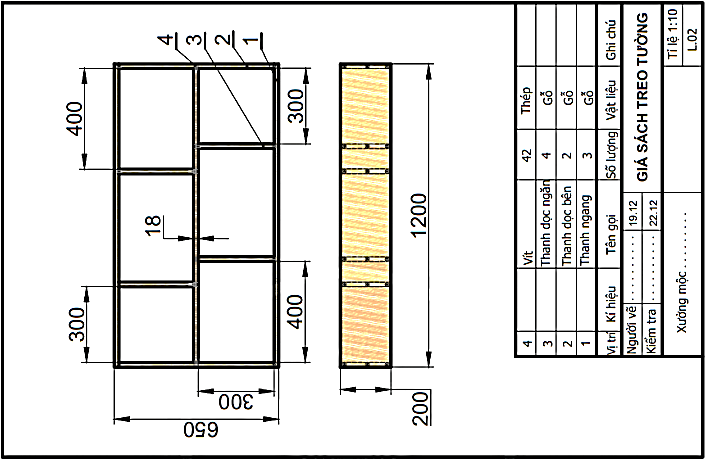 300 400
18
4
3
650
2
300
1
400 300
200 1200
4 Vít 42 Thép
3 Thanh dọc ngăn 4 Gỗ
2 Thanh dọc bên 2 Gỗ
1 Thanh ngang 3 Gỗ
Vị trí Kí hiệu Tên gọi Số lượng Vật liệu Ghi chú
Người vẽ .......... 19.12 GIÁ SÁCH TREO TƯỜNG
Kiểm tra .......... 22.12
Xưởng mộc.......... Tỉ lệ 1:10
L.02